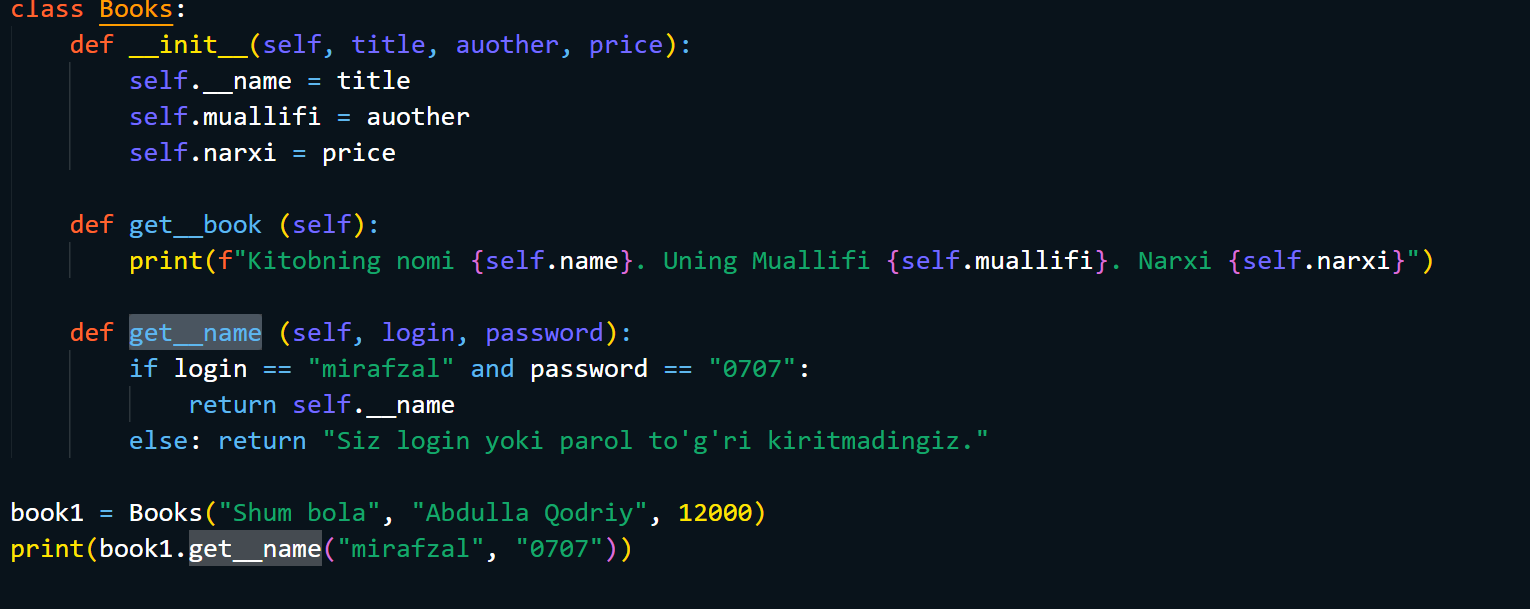 class Books:
    def __init__(self, title, auother, price):
        self.__name = title
        self.muallifi = auother
        self.narxi = price
    def get__book (self):
        print(f"Kitobning nomi {self.name}. Uning Muallifi {self.muallifi}. Narxi {self.narxi}")
    def get__name (self, login, password):
        if login == "mirafzal" and password == "0707":
            return self.__name
        else: return "Siz login yoki parol to'g'ri kiritmadingiz."
book1 = Books("Shum bola", "Abdulla Qodriy", 12000)
print(book1.get__name("mirafzal", "0707"))